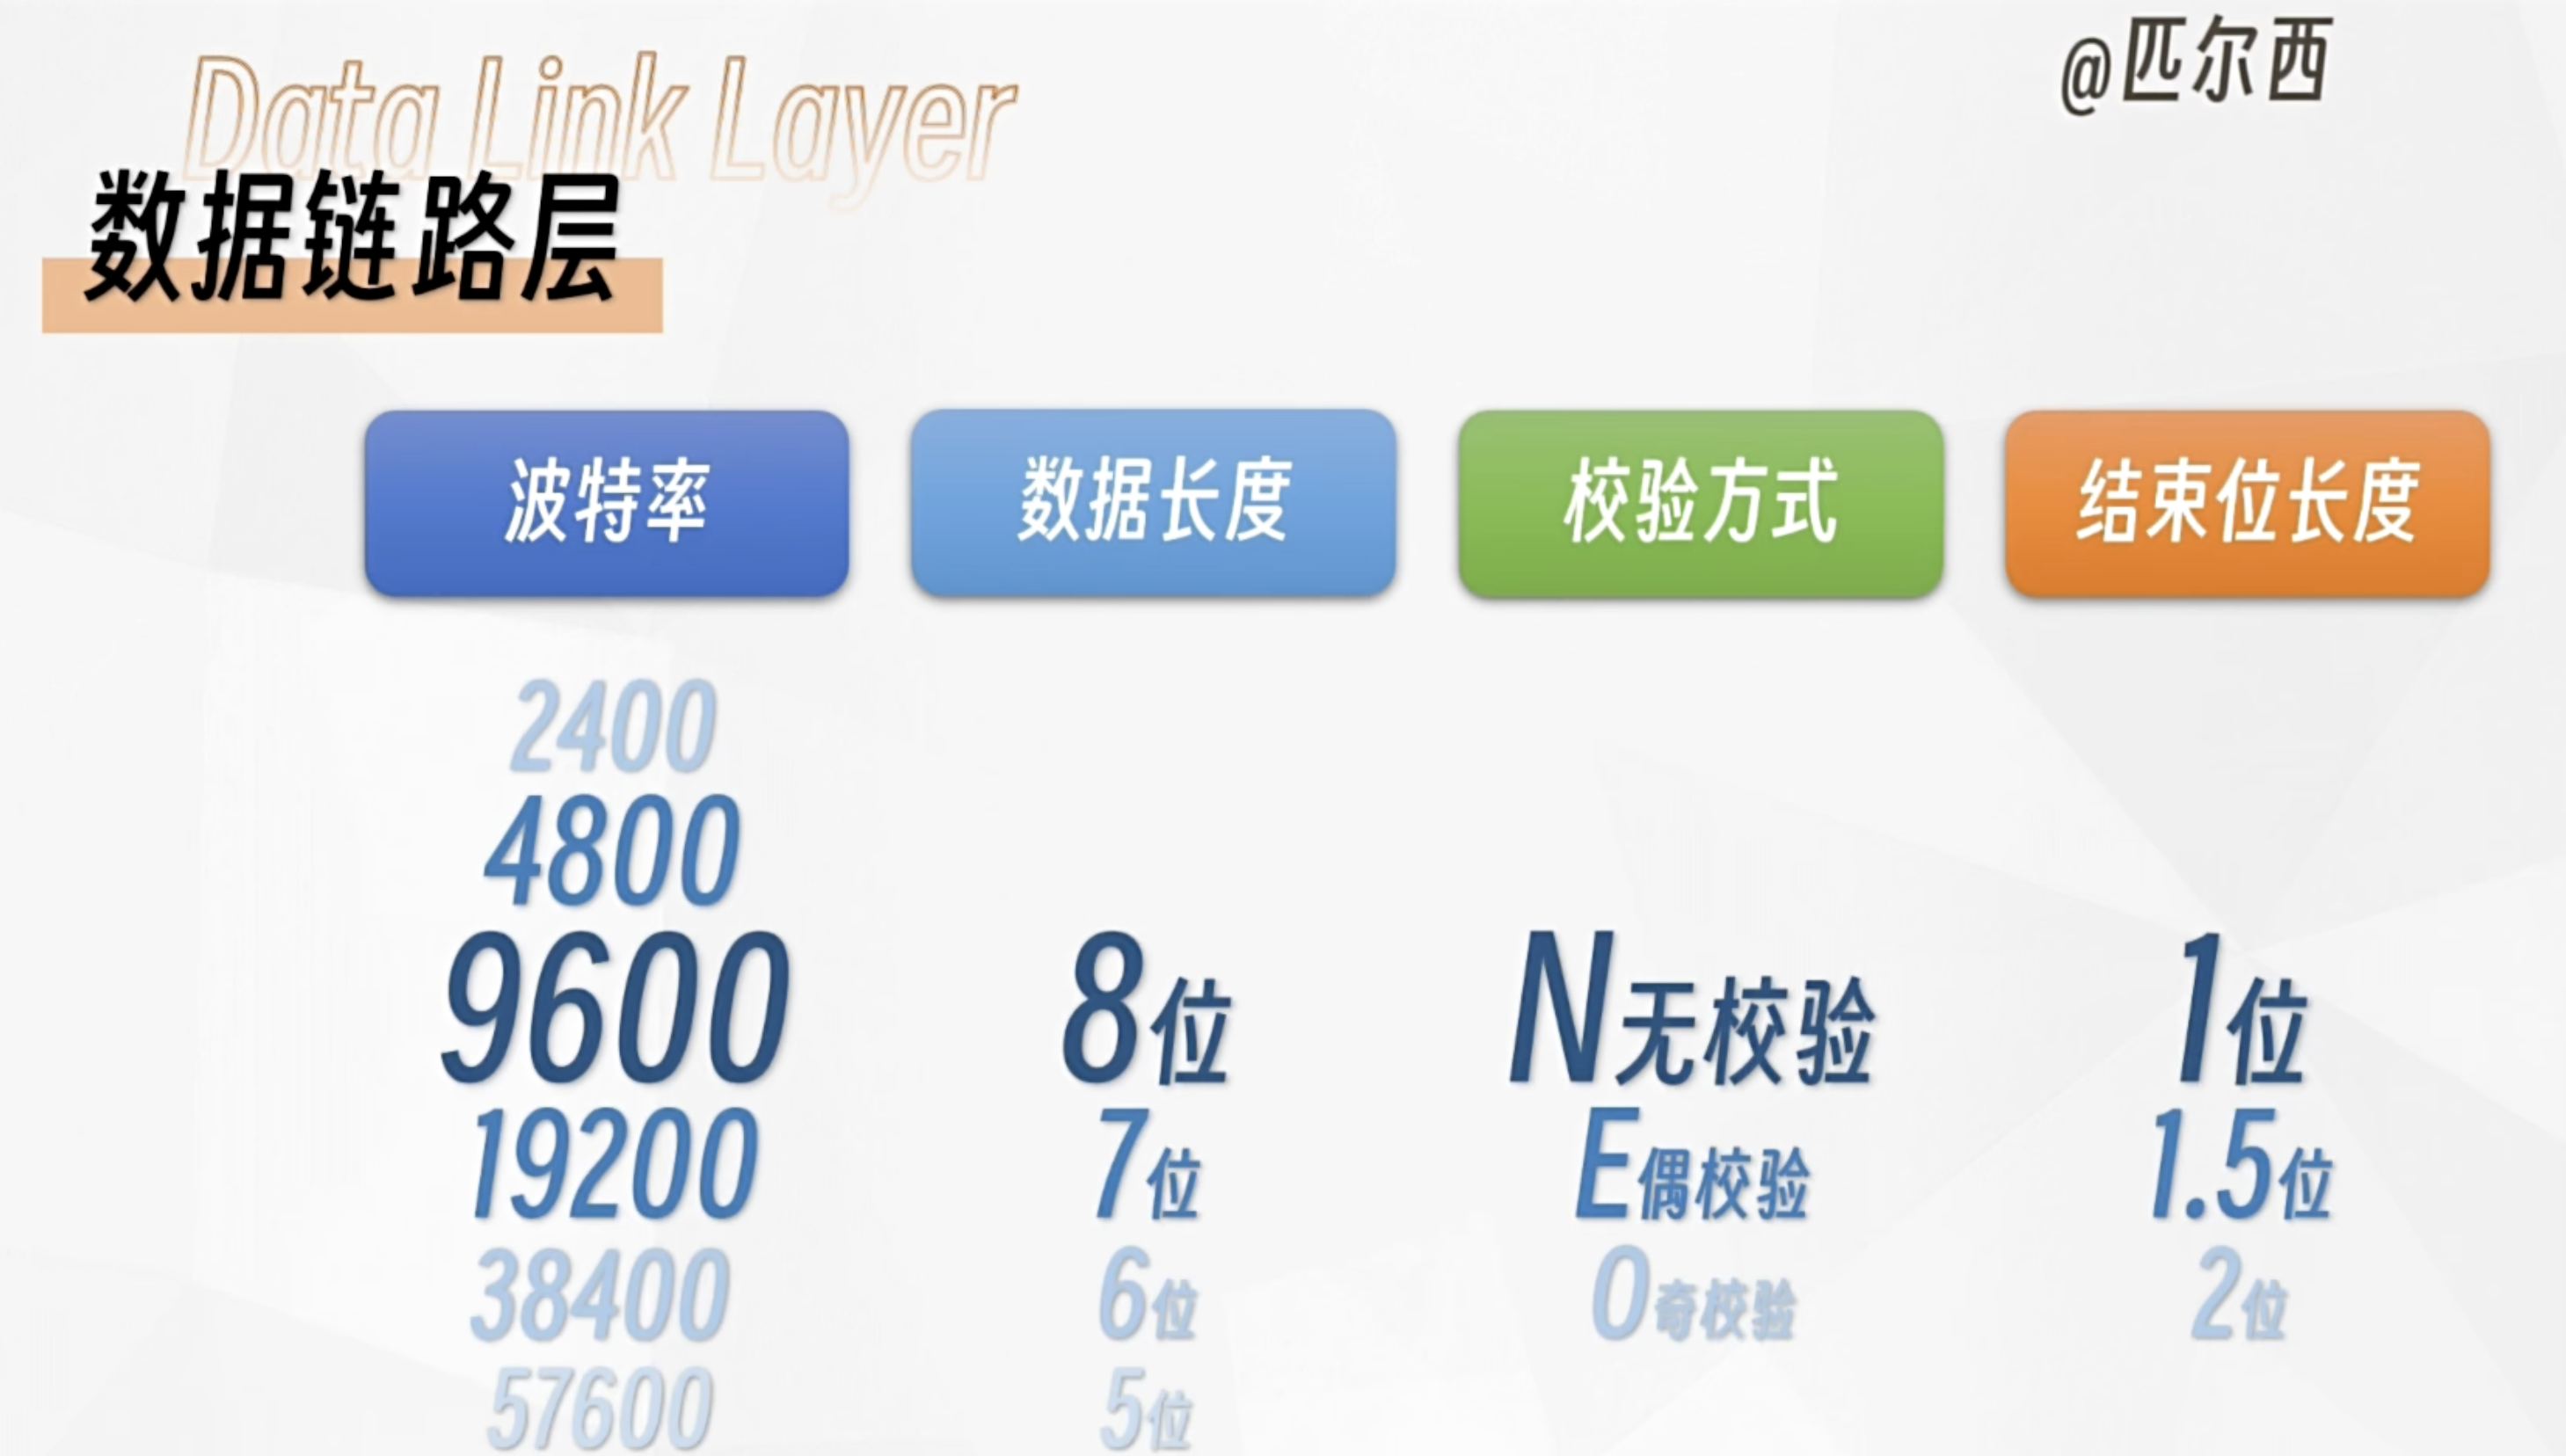 @匹尔西
Data Link Layer
数据链路层
波特率 数据长度 校验方式 结束位长度
2400
4800
9600 8位 N无校验 1位
19200 7位 E偶校验 1.5位
38400 6位 O奇校验 2位
57600 5位